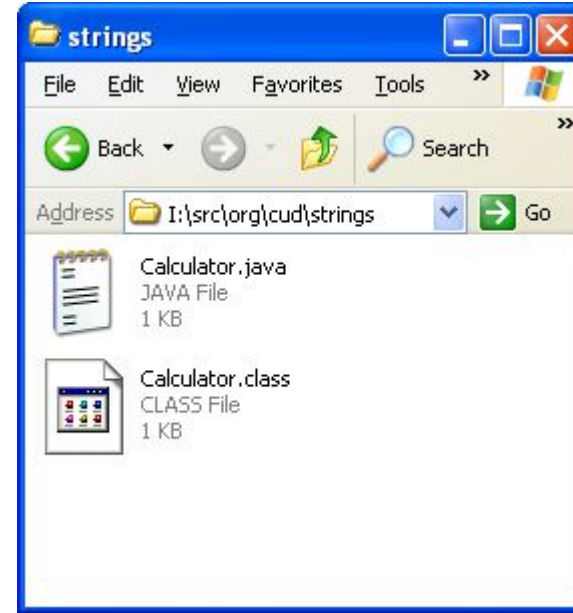 strings
File Edit View Favorites Tools »
Back Search »
Address I:\src\org\cud\strings Go
Calculator.java
JAVA File
1 KB
Calculator.class
CLASS File
1 KB